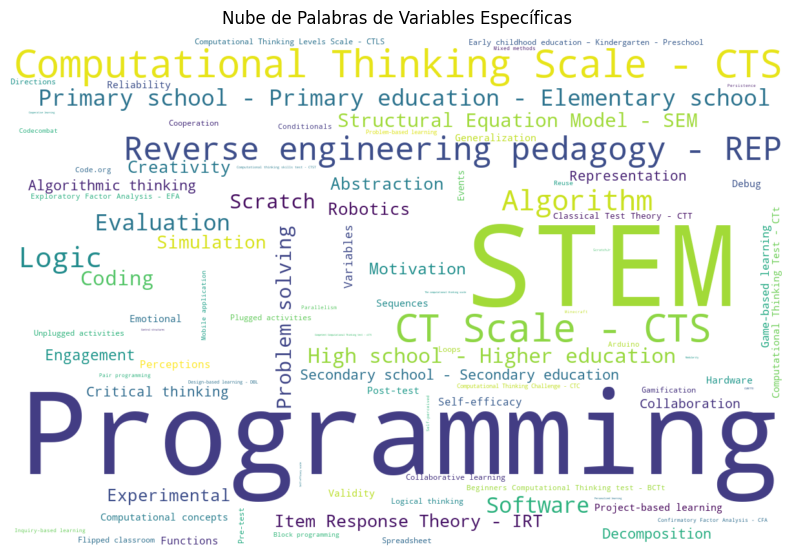 Nube de Palabras de Variables Específicas
Computational Thinking Levels Scale - CTLS
Early childhood education - Kindergarten - Preschool
Mixed methods
Computational Thinking Scale - CTS
Directions
Reliability
Persistence
Primary school - Primary education - Elementary school
Cooperation
Conditionals
Structural Equation Model - SEM
Codecombat
Problem-based learning
Generalization
Reverse engineering pedagogy - REP
Code.org
Creativity
Algorithmic thinking
Abstraction
Events
Representation
Reuse
Debug
Exploratory Factor Analysis - EFA
Scratch
Robotics
Algorithm
Classical Test Theory - CTT
Evaluation
Simulation
Logic
Coding
Problem solving
Variables
Motivation
STEM
Game-based learning
Computational Thinking Test - CTt
Mobile application
Sequences
Parallelism
Emotional
Plugged activities
Unplugged activities
CT Scale - CTS
Engagement
Perceptions
High school - Higher education
Loops
Arduino
Pair programming
Secondary school - Secondary education
Design-based learning - DBL
Critical thinking
Post-test
Computational Thinking Challenge - CTC
Hardware
Gamification
Self-efficacy
Collaboration
Self-perceived
Programming
Collaborative learning
Beginners Computational Thinking test - BCTt
Experimental
Validity
Logical thinking
Software
Project-based learning
Computational concepts
Pre-test
Item Response Theory - IRT
Confirmatory Factor Analysis - CFA
Inquiry-based learning
Flipped classroom
Functions
Block programming
Spreadsheet
Decomposition